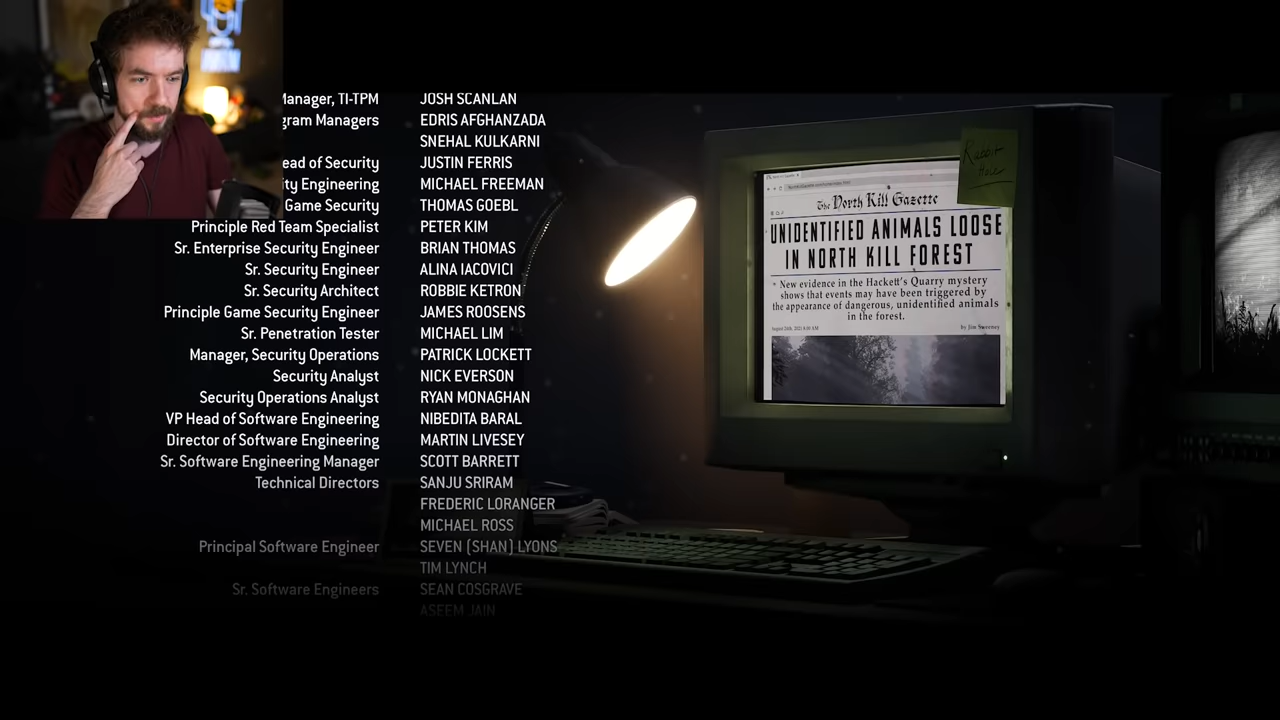 Manager, TI-TPM JOSH SCANLAN
gram Managers EDRIS AFGHANZADA
SNEHAL KULKARNI
ead of Security JUSTIN FERRIS
ity Engineering MICHAEL FREEMAN
Game Security THOMAS GOEBL
Principle Red Team Specialist PETER KIM
Sr. Enterprise Security Engineer BRIAN THOMAS
Sr. Security Engineer ALINA IACOVICI
Sr. Security Architect ROBBIE KETRON
Principle Game Security Engineer JAMES ROOSENS
Sr. Penetration Tester MICHAEL LIM
Manager, Security Operations PATRICK LOCKETT
Security Analyst NICK EVERSON
Security Operations Analyst RYAN MONAGHAN
VP Head of Software Engineering NIBEDITA BARAL
Director of Software Engineering MARTIN LIVESEY
Sr. Software Engineering Manager SCOTT BARRETT
Technical Directors SANJU SRIRAM
FREDERIC LORANGER
MICHAEL ROSS
Principal Software Engineer SEVEN (SHAN) LYONS
TIM LYNCH
Sr. Software Engineers SEAN COSGRAVE
ASEEM JAIN
Rabbit
Hole
The North Kill Gazette
UNIDENTIFIED ANIMALS LOOSE
IN NORTH KILL FOREST
New evidence in the Hackett's Quarry mystery
shows that events may have been triggered by
the appearance of dangerous, unidentified animals
in the forest.
by Jim Sweeney